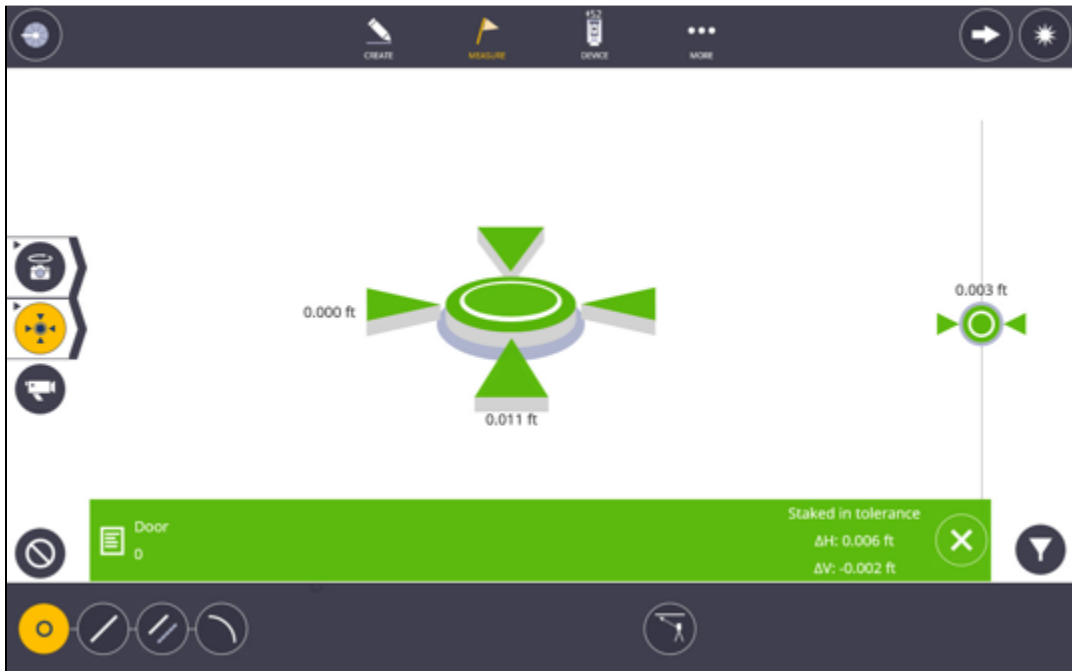 +52
CREATE
MEASURE
DEVICE
MORE
0.003 ft
0.000 ft
0.011 ft
Door
0
Staked in tolerance
ΔH: 0.006 ft
ΔV: -0.002 ft